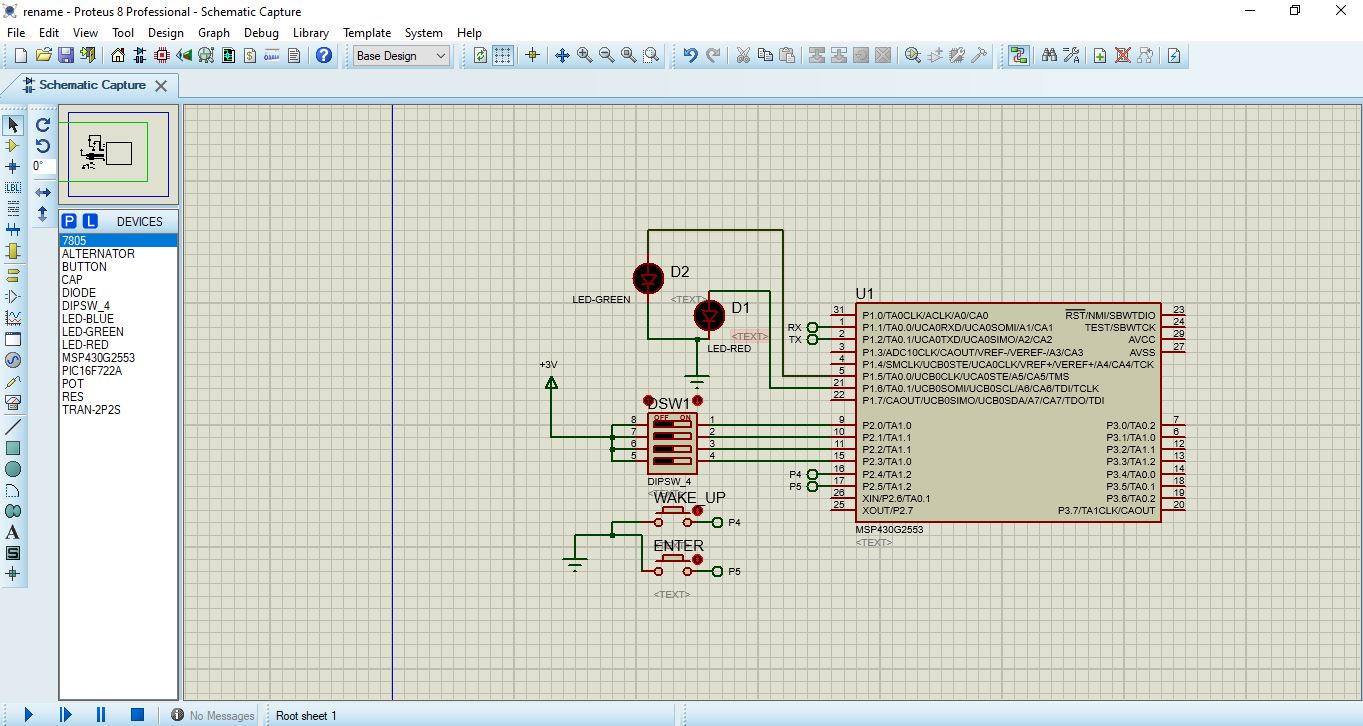 rename - Proteus 8 Professional - Schematic Capture
File Edit View Tool Design Graph Debug Library Template System Help
Base Design
Schematic Capture
0°
P L DEVICES
7805
ALTERNATOR
BUTTON
CAP
DIODE
DIPSW_4
LED-BLUE
LED-GREEN
LED-RED
MSP430G2553
PIC16F722A
POT
RES
TRAN-2P2S
LBL
A
S
D2
LED-GREEN
<TEXT>
D1
<TEXT>
LED-RED
+3V
DSW1
OFF ON
8 1
7 2
6 3
5 4
DIPSW_4
WAKE_UP
P4
ENTER
P5
<TEXT>
RX
TX
P4
P5
U1
31 P1.0/TA0CLK/ACLK/A0/CA0
1 P1.1/TA0.0/UCA0RXD/UCA0SOMI/A1/CA1
2 P1.2/TA0.1/UCA0TXD/UCA0SIMO/A2/CA2
3 P1.3/ADC10CLK/CAOUT/VREF-/VEREF-/A3/CA3
4 P1.4/SMCLK/UCB0STE/UCA0CLK/VREF+/VEREF+/A4/CA4/TCK
5 P1.5/TA0.0/UCB0CLK/UCA0STE/A5/CA5/TMS
21 P1.6/TA0.1/UCB0SOMI/UCB0SCL/A6/CA6/TDI/TCLK
22 P1.7/CAOUT/UCB0SIMO/UCB0SDA/A7/CA7/TDO/TDI
9 P2.0/TA1.0
10 P2.1/TA1.1
11 P2.2/TA1.1
15 P2.3/TA1.0
16 P2.4/TA1.2
17 P2.5/TA1.2
26 XIN/P2.6/TA0.1
25 XOUT/P2.7
RST/NMI/SBWTDIO 23
TEST/SBWTCK 24
AVCC 29
AVSS 27
P3.0/TA0.2 7
P3.1/TA1.0 6
P3.2/TA1.1 12
P3.3/TA1.2 13
P3.4/TA0.0 14
P3.5/TA0.1 18
P3.6/TA0.2 19
P3.7/TA1CLK/CAOUT 20
MSP430G2553
<TEXT>
No Messages
Root sheet 1